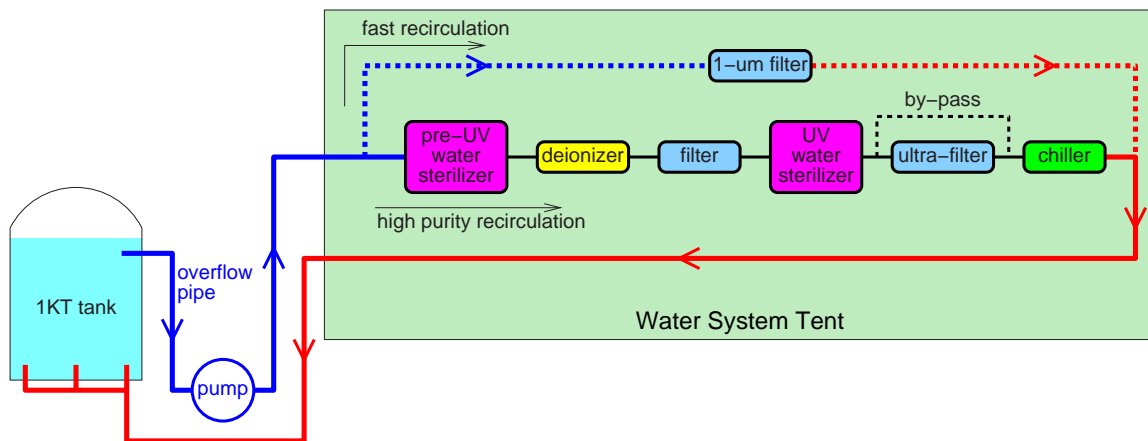 fast recirculation
1-um filter
by-pass
pre-UV
water
sterilizer
deionizer
filter
UV
water
sterilizer
ultra-filter
chiller
high purity recirculation
overflow
pipe
1KT tank
Water System Tent
pump